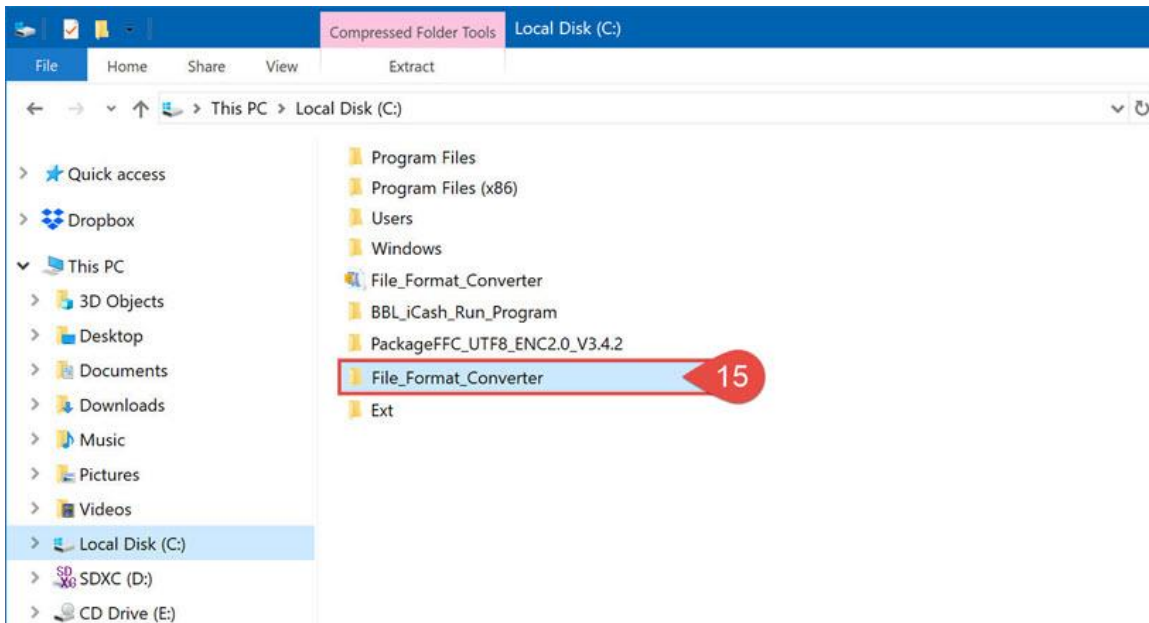 Compressed Folder Tools
Local Disk (C:)
File
Home
Share
View
Extract
This PC > Local Disk (C:)
Quick access
Dropbox
This PC
3D Objects
Desktop
Documents
Downloads
Music
Pictures
Videos
Local Disk (C:)
SDXC (D:)
CD Drive (E:)
Program Files
Program Files (x86)
Users
Windows
File_Format_Converter
BBL_iCash_Run_Program
PackageFFC_UTF8_ENC2.0_V3.4.2
File_Format_Converter
15
Ext